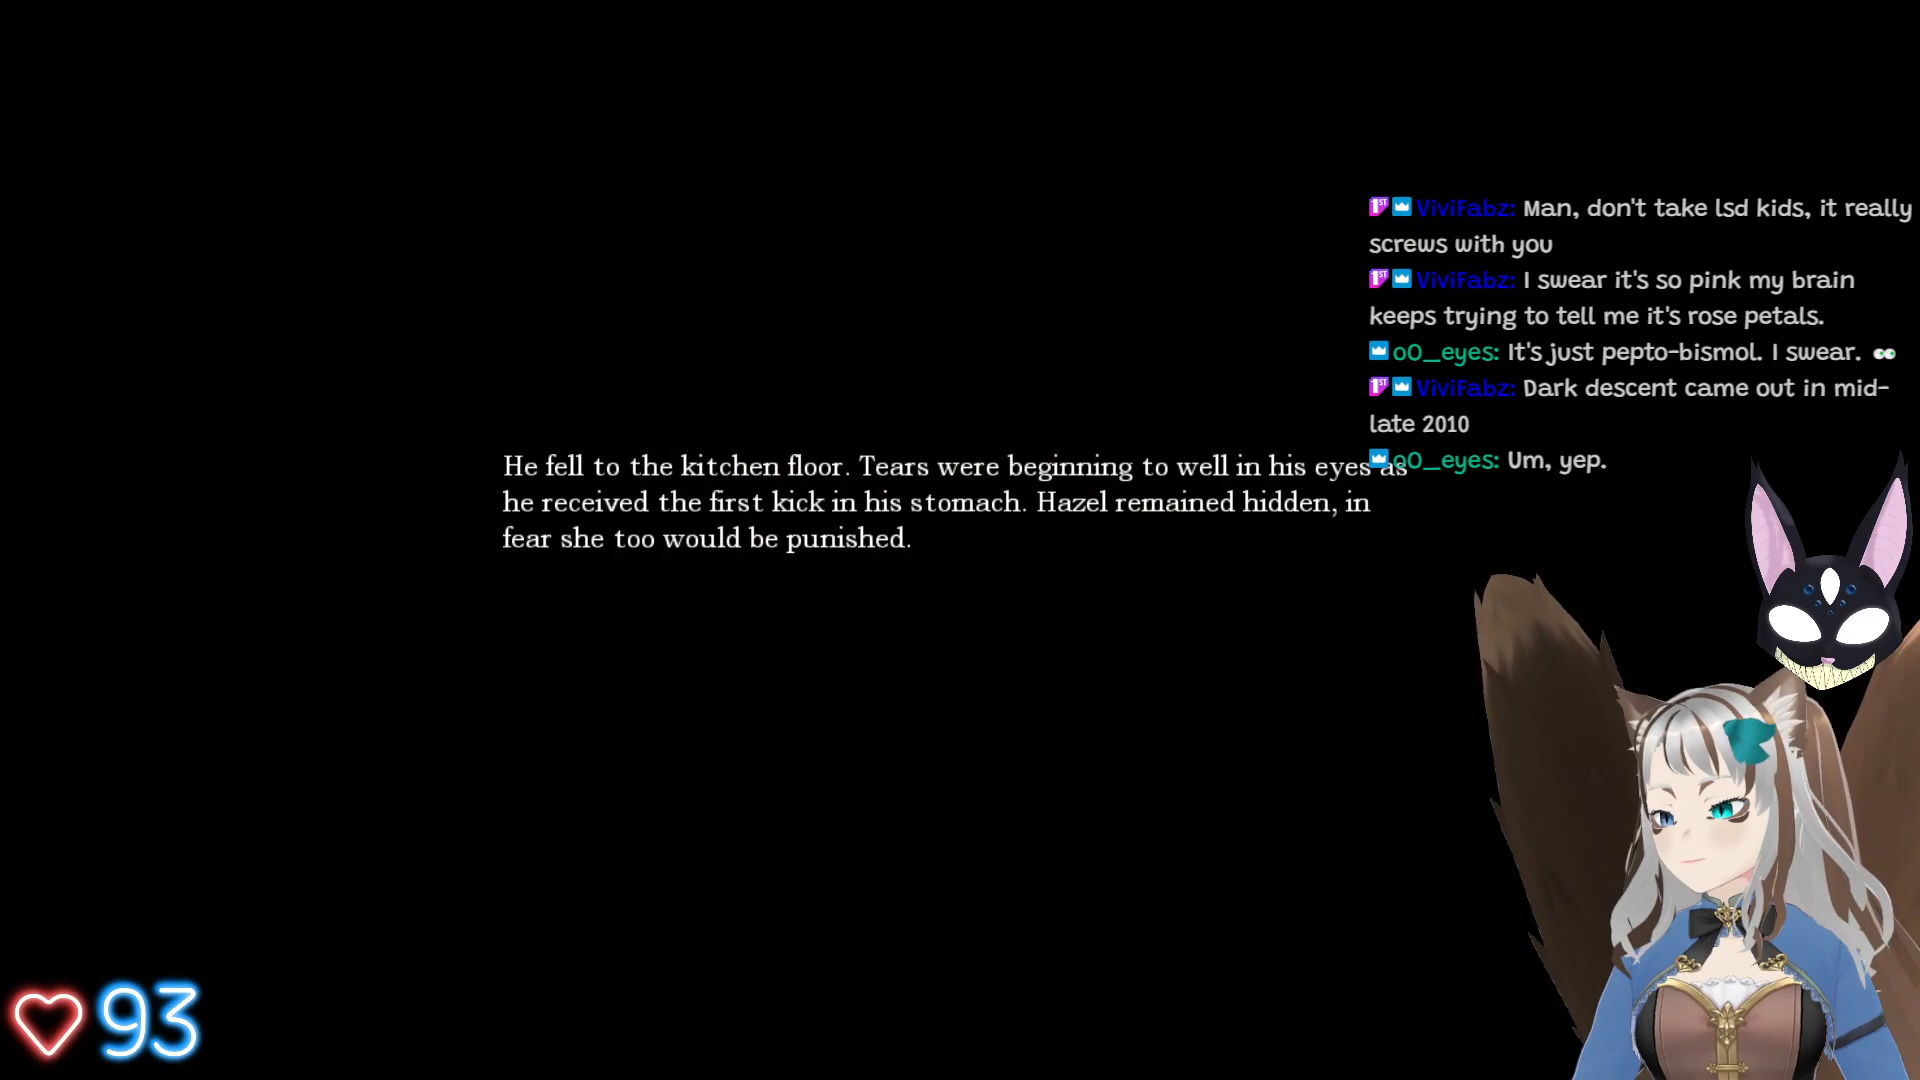 ViviFabz: Man, don't take lsd kids, it really
screws with you
ViviFabz: I swear it's so pink my brain
keeps trying to tell me it's rose petals.
oO_eyes: It's just pepto-bismol. I swear.
ViviFabz: Dark descent came out in mid-
late 2010
oO_eyes: Um, yep.
He fell to the kitchen floor. Tears were beginning to well in his eyes as
he received the first kick in his stomach. Hazel remained hidden, in
fear she too would be punished.
93